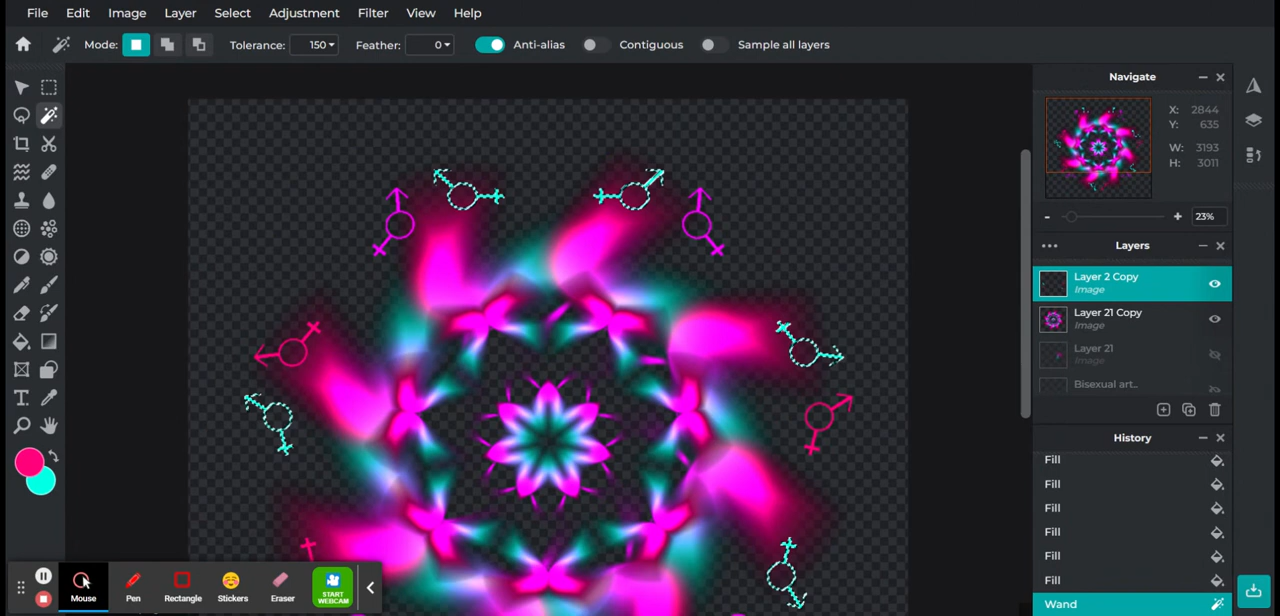 File Edit Image Layer Select Adjustment Filter View Help
Mode: Tolerance: 150 Feather: 0 Anti-alias Contiguous Sample all layers
Navigate
X: 2844
Y: 635
W: 3193
H: 3011
- + 23%
Layers
Layer 2 Copy
Image
Layer 21 Copy
Image
Layer 21
Image
Bisexual art..
History
Fill
Fill
Fill
Fill
Fill
Fill
Wand
Mouse Pen Rectangle Stickers Eraser START
WEBCAM